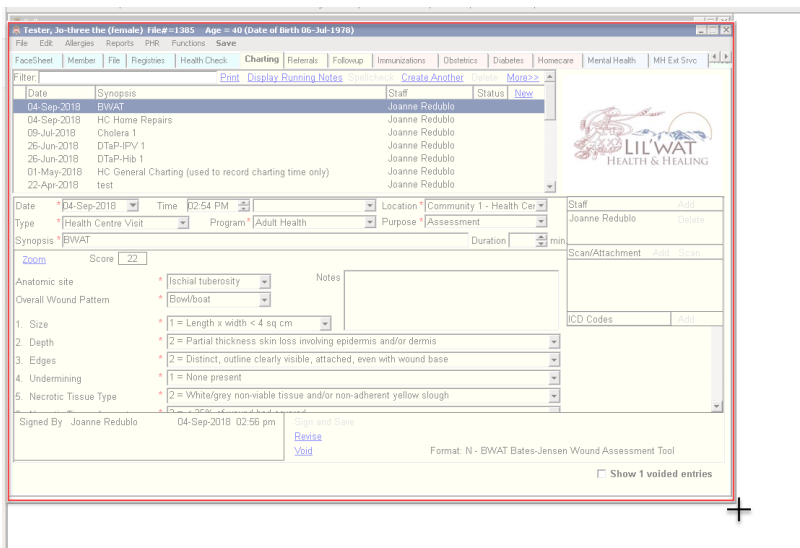 Tester, Jo-three the (female) File#=1385 Age = 40 (Date of Birth 06-Jul-1978)
File Edit Allergies Reports PHR Functions Save
FaceSheet Member File Registries Health Check Charting Referrals Followup Immunizations Obstetrics Diabetes Homecare Mental Health MH Ext Srvc
Filter: Print Display Running Notes Spellcheck Create Another Delete More>>
Date Synopsis Staff Status New
04-Sep-2018 BWAT Joanne Redublo
04-Sep-2018 HC Home Repairs Joanne Redublo
09-Jul-2018 Cholera 1 Joanne Redublo
26-Jun-2018 DTaP-IPV 1 Joanne Redublo
26-Jun-2018 DTaP-Hib 1 Joanne Redublo
01-May-2018 HC General Charting (used to record charting time only) Joanne Redublo
22-Apr-2018 test Joanne Redublo
LIL'WAT
HEALTH & HEALING
Date *04-Sep-2018 Time 02:54 PM Location *Community 1 - Health Cer
Type *Health Centre Visit Program *Adult Health Purpose *Assessment
Synopsis *BWAT Duration min.
Staff Add
Joanne Redublo Delete
Scan/Attachment Add Scan
ICD Codes Add
Zoom Score 22
Anatomic site * Ischial tuberosity Notes
Overall Wound Pattern * Bowl/boat
1. Size * 1 = Length x width < 4 sq cm
2. Depth * 2 = Partial thickness skin loss involving epidermis and/or dermis
3. Edges * 2 = Distinct, outline clearly visible, attached, even with wound base
4. Undermining * 1 = None present
5. Necrotic Tissue Type * 2 = White/grey non-viable tissue and/or non-adherent yellow slough
Signed By Joanne Redublo 04-Sep-2018 02:56 pm Sign and Save
Revise
Void Format: N - BWAT Bates-Jensen Wound Assessment Tool
Show 1 voided entries